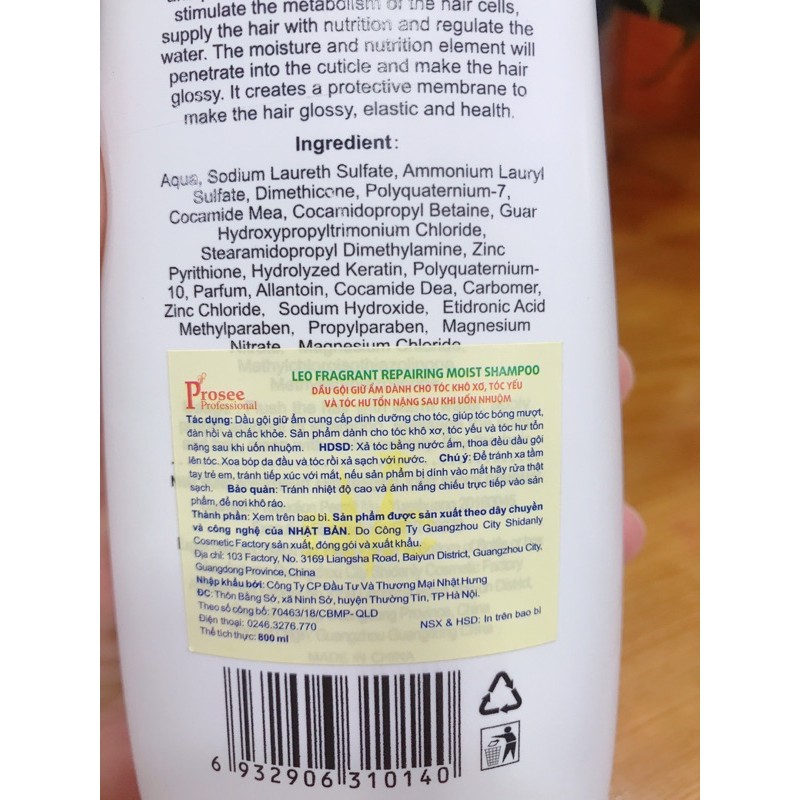 stimulate the metabolism of the hair cells,
supply the hair with nutrition and regulate the
water. The moisture and nutrition element will
penetrate into the cuticle and make the hair
glossy. It creates a protective membrane to
make the hair glossy, elastic and health.
Ingredient:
Aqua, Sodium Laureth Sulfate, Ammonium Lauryl
Sulfate, Dimethicone, Polyquaternium-7,
Cocamide Mea, Cocamidopropyl Betaine, Guar
Hydroxypropyltrimonium Chloride,
Stearamidopropyl Dimethylamine, Zinc
Pyrithione, Hydrolyzed Keratin, Polyquaternium-
10, Parfum, Allantoin, Cocamide Dea, Carbomer,
Zinc Chloride, Sodium Hydroxide, Etidronic Acid
Methylparaben, Propylparaben, Magnesium
Nitrate, Magnesium Chloride
Prosee
Professional
LEO FRAGRANT REPAIRING MOIST SHAMPOO
DẦU GỘI GIỮ ẨM DÀNH CHO TÓC KHÔ XƠ, TÓC YẾU
VÀ TÓC HƯ TỔN NẶNG SAU KHI UỐN NHUỘM
Tác dụng: Dầu gội giữ ẩm cung cấp dinh dưỡng cho tóc, giúp tóc bóng mượt,
đàn hồi và chắc khỏe. Sản phẩm dành cho tóc khô xơ, tóc yếu và tóc hư tổn
nặng sau khi uốn nhuộm. HDSD: Xả tóc bằng nước ấm, thoa đều dầu gội
lên tóc. Xoa bóp da đầu và tóc rồi xả sạch với nước. Chú ý: Để tránh xa tầm
tay trẻ em, tránh tiếp xúc với mắt, nếu sản phẩm bị dính vào mắt hãy rửa thật
sạch. Bảo quản: Tránh nhiệt độ cao và ánh nắng chiếu trực tiếp vào sản
phẩm, để nơi khô ráo.
Thành phần: Xem trên bao bì. Sản phẩm được sản xuất theo dây chuyền
và công nghệ của NHẬT BẢN. Do Công Ty Guangzhou City Shidanly
Cosmetic Factory sản xuất, đóng gói và xuất khẩu.
Địa chỉ: 103 Factory, No. 3169 Liangsha Road, Baiyun District, Guangzhou City,
Guangdong Province, China
Nhập khẩu bởi: Công Ty CP Đầu Tư Và Thương Mại Nhật Hưng
ĐC: Thôn Bằng Sở, xã Ninh Sở, huyện Thường Tín, TP Hà Nội.
Theo số công bố: 70463/18/CBMP- QLD
Điện thoại: 0246.3276.770
NSX & HSD: In trên bao bì
Thể tích thực: 800 ml
MADE IN CHINA
6 932906 310140